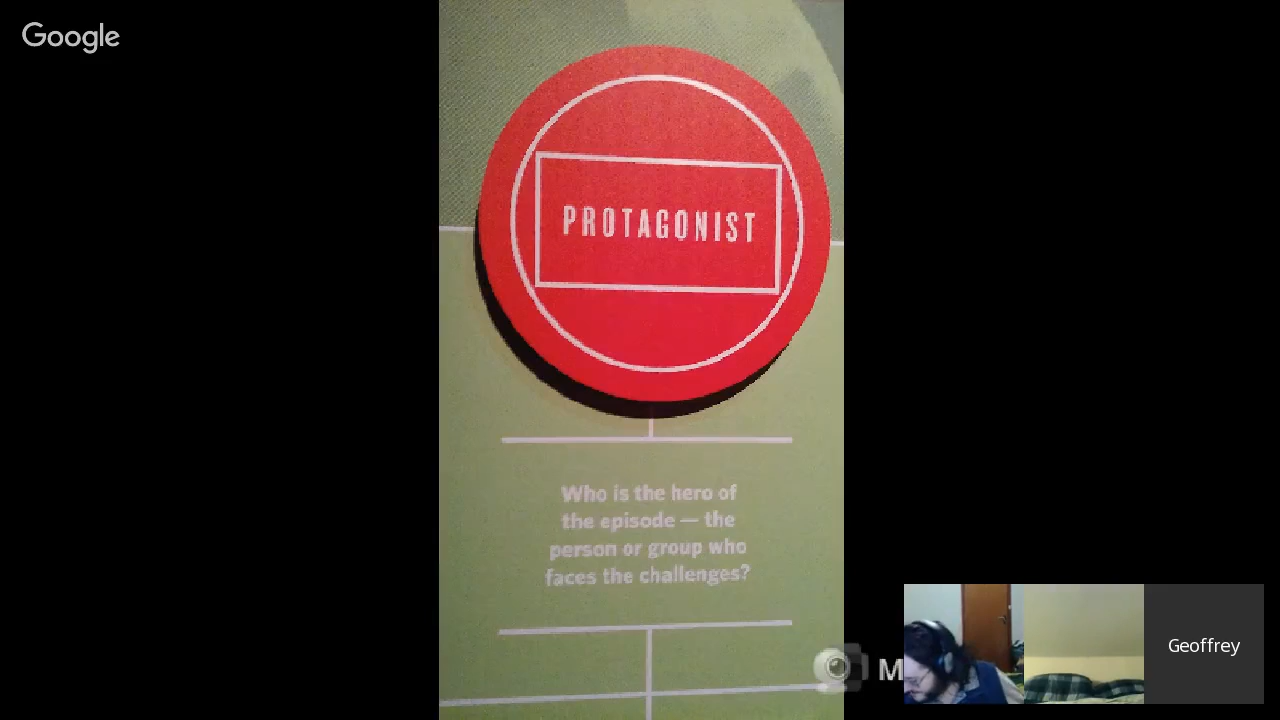 Google
PROTAGONIST
Who is the hero of
the episode — the
person or group who
faces the challenges?
Geoffrey